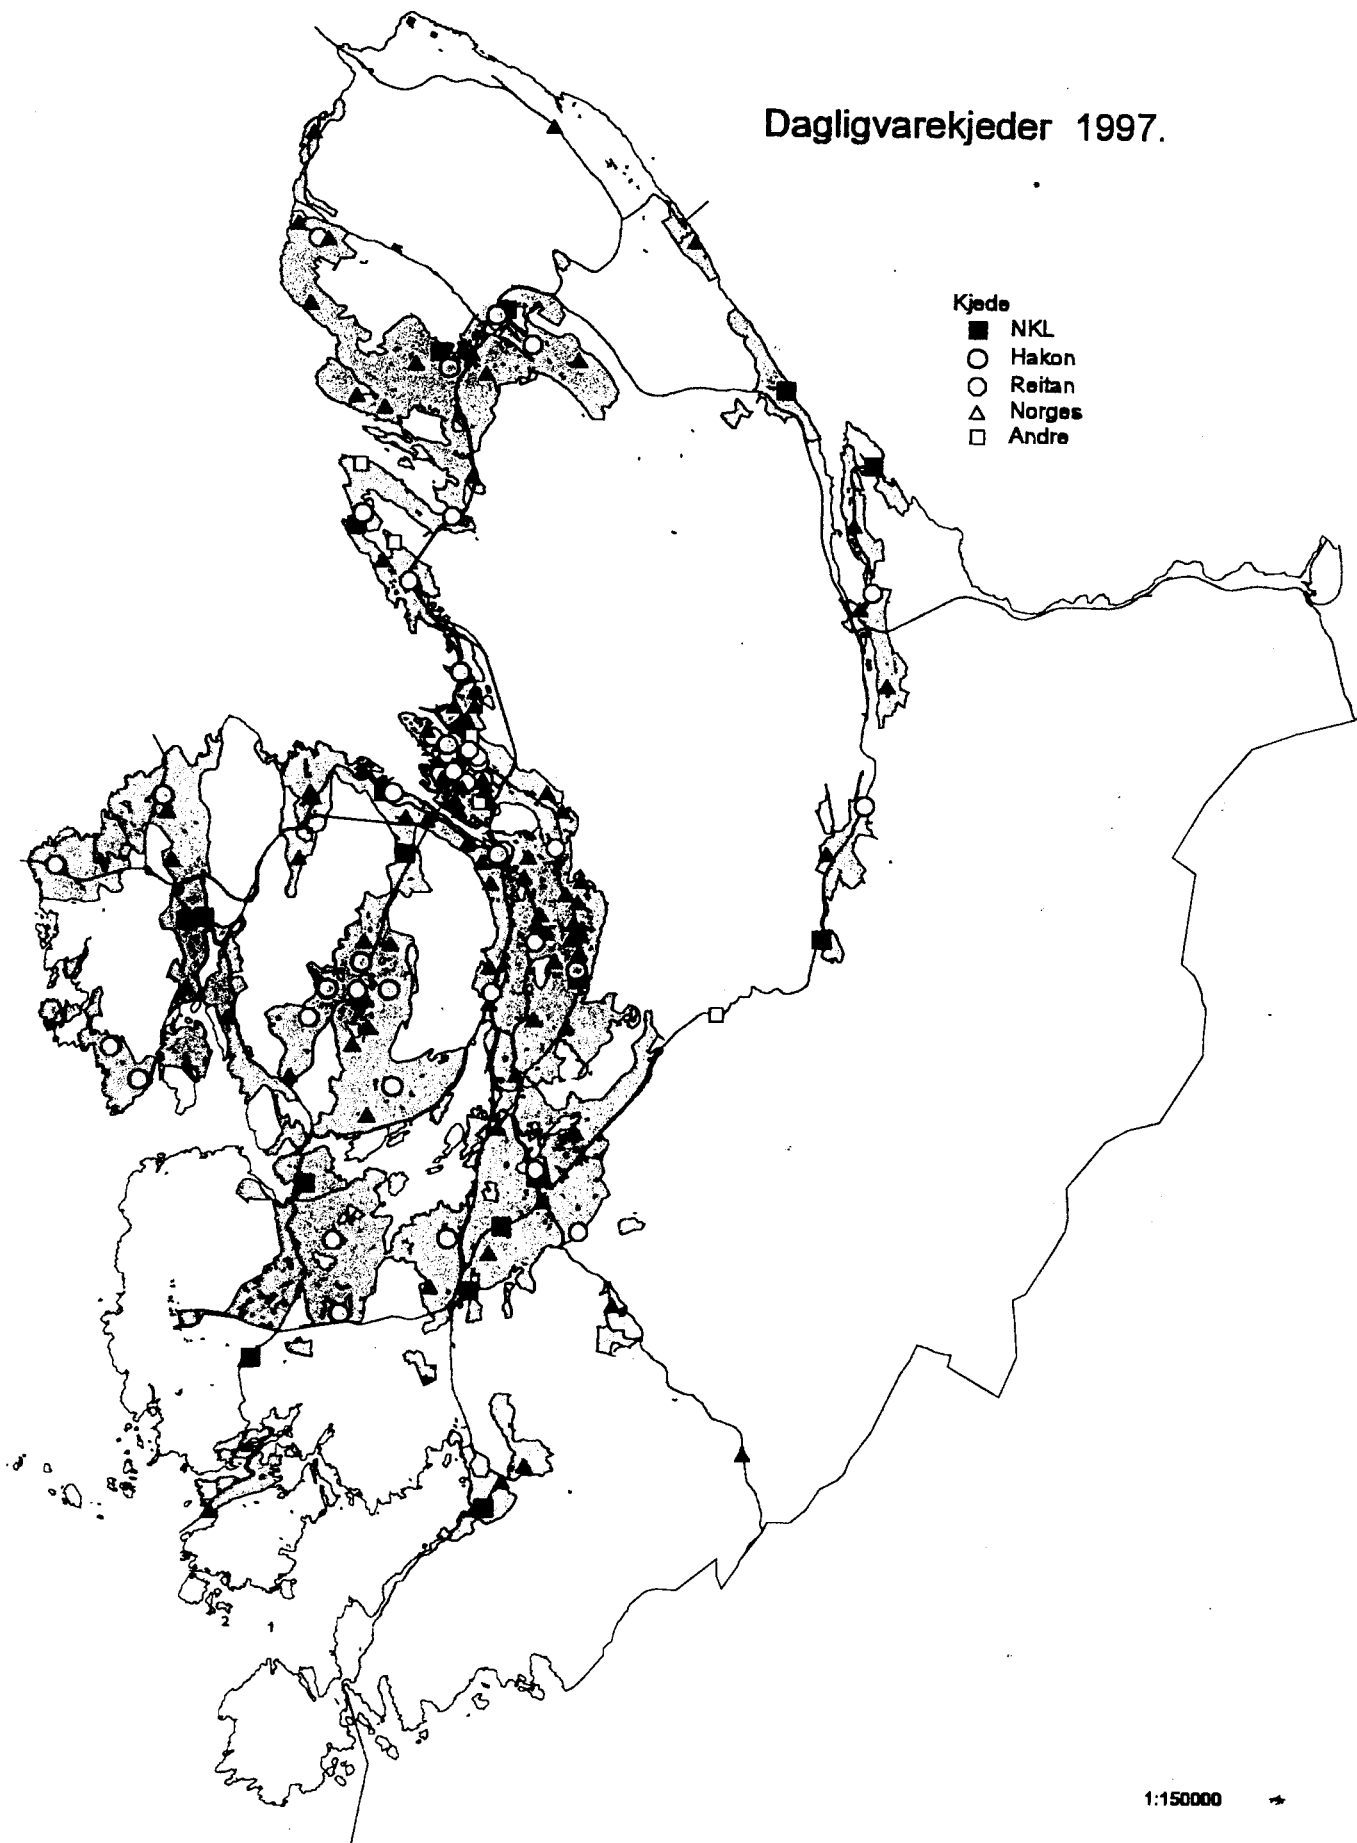 Dagligvarekjeder 1997.
Kjede
NKL
Hakon
Reitan
Norges
Andre
2
1
1:150000